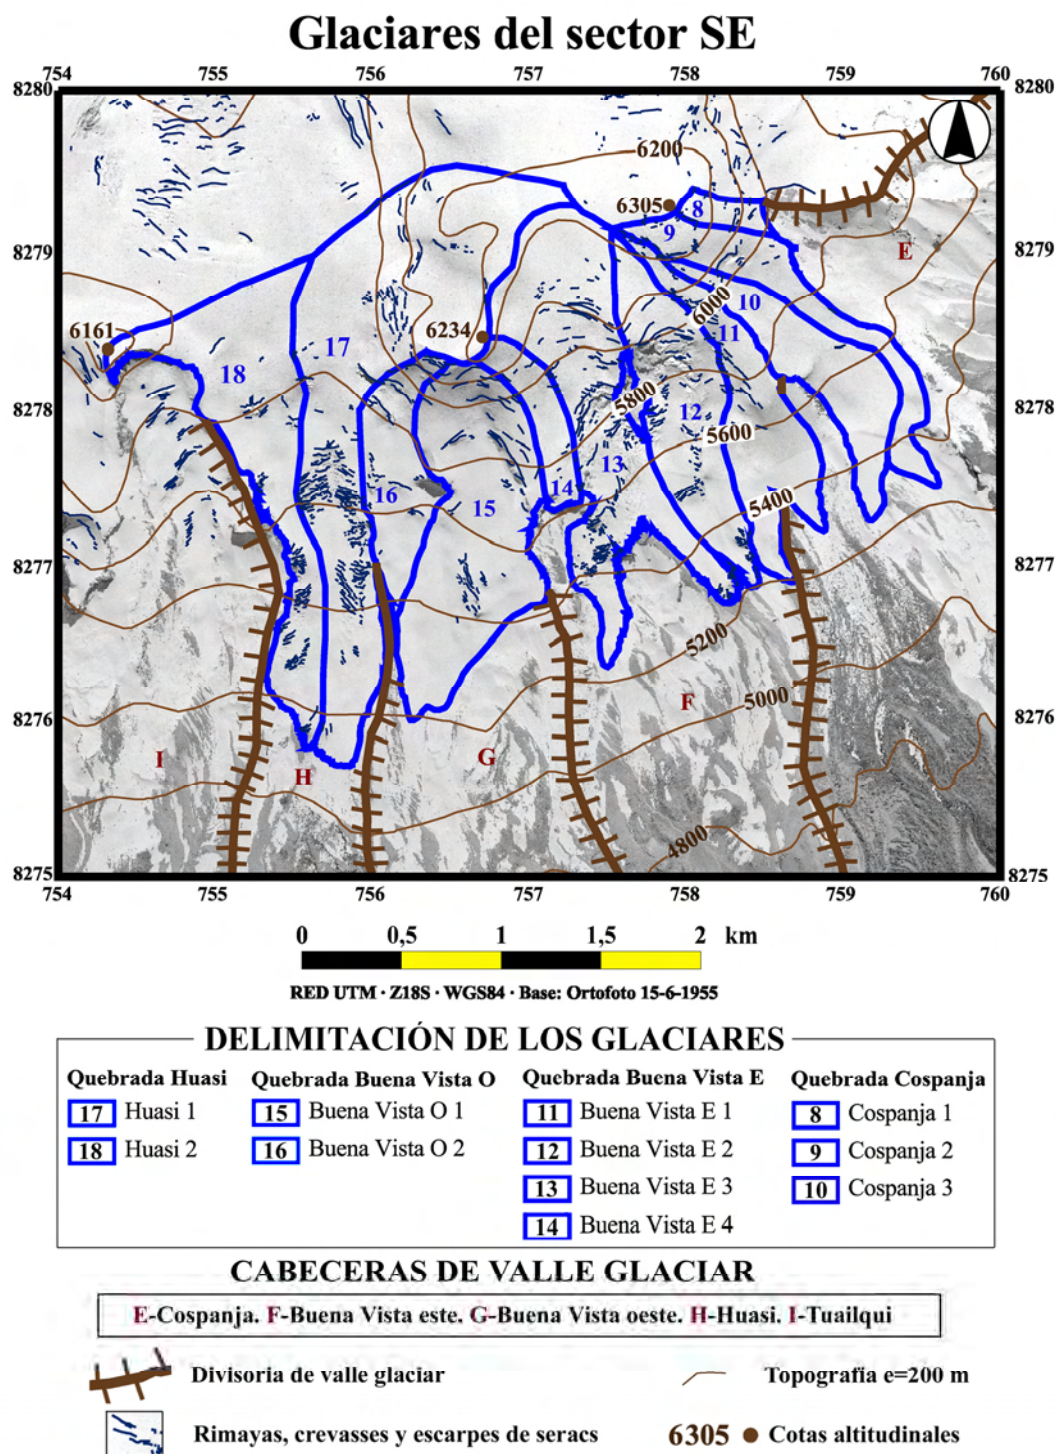 Glaciares del sector SE
754 755 756 757 758 759 760
8280 8280
6200
6305 8
9 E
8279 8279
10
6000
6161 6234 11
17
18
5800
8278 12 8278
5600
13
14
16 15 5400
8277 8277
5200
F
5000
8276 8276
I H G
4800
8275 8275
754 755 756 757 758 759 760
0 0,5 1 1,5 2 km
RED UTM · Z18S · WGS84 · Base: Ortofoto 15-6-1955
DELIMITACIÓN DE LOS GLACIARES
Quebrada Huasi
17 Huasi 1
18 Huasi 2
Quebrada Buena Vista O
15 Buena Vista O 1
16 Buena Vista O 2
Quebrada Buena Vista E
11 Buena Vista E 1
12 Buena Vista E 2
13 Buena Vista E 3
14 Buena Vista E 4
Quebrada Cospanja
8 Cospanja 1
9 Cospanja 2
10 Cospanja 3
CABECERAS DE VALLE GLACIAR
E-Cospanja. F-Buena Vista este. G-Buena Vista oeste. H-Huasi. I-Tuailqui
Divisoria de valle glaciar
Topografia e=200 m
Rimayas, crevasses y escarpes de seracs
6305 Cotas altitudinales